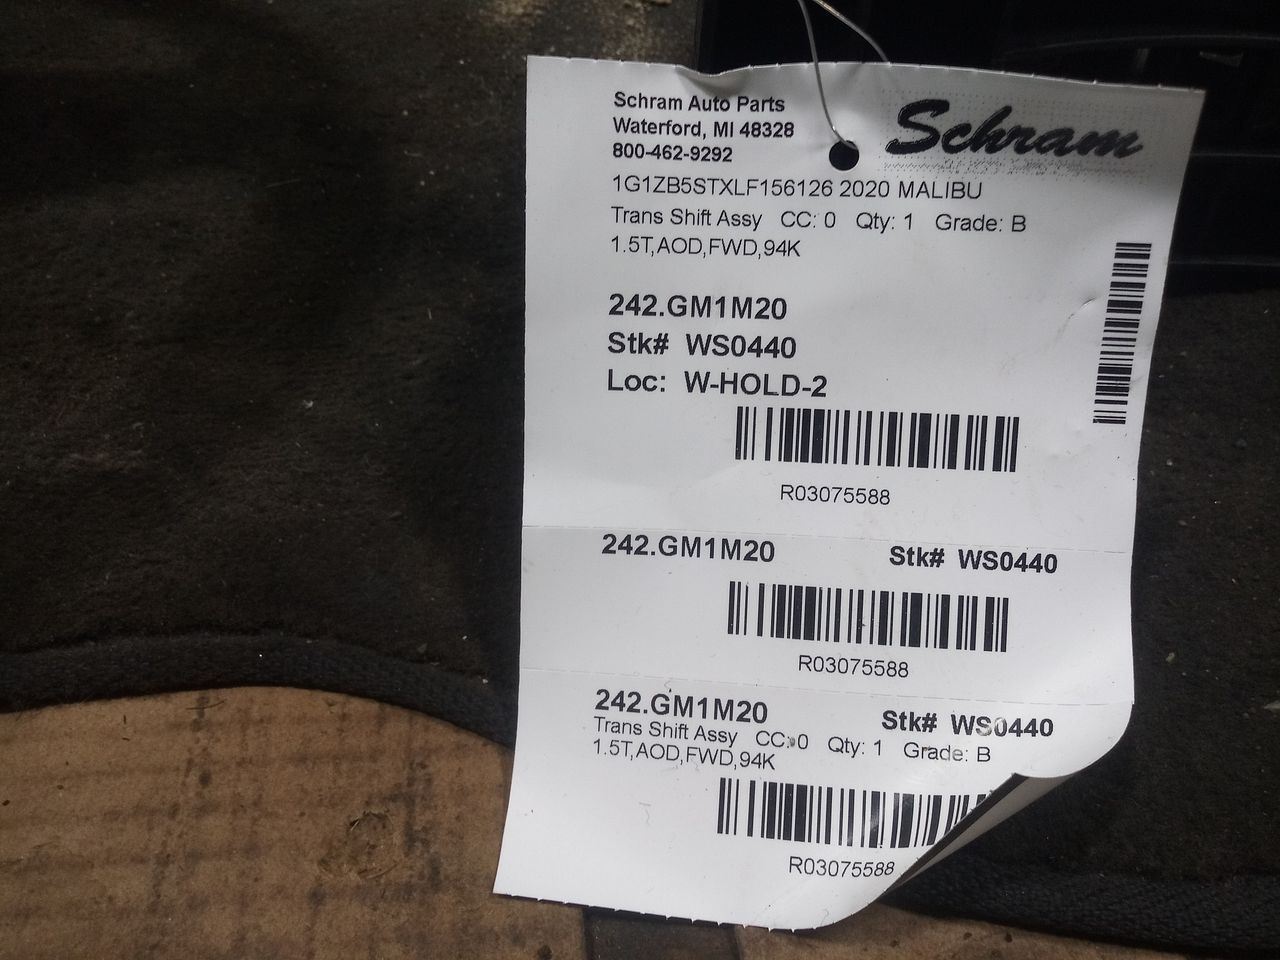 Schram Auto Parts
Waterford, MI 48328
800-462-9292
Schram
1G1ZB5STXLF156126 2020 MALIBU
Trans Shift Assy CC: 0 Qty: 1 Grade: B
1.5T,AOD,FWD,94K
242.GM1M20
Stk# WS0440
Loc: W-HOLD-2
R03075588
242.GM1M20 Stk# WS0440
R03075588
242.GM1M20 Stk# WS0440
Trans Shift Assy CC: 0 Qty: 1 Grade: B
1.5T,AOD,FWD,94K
R03075588